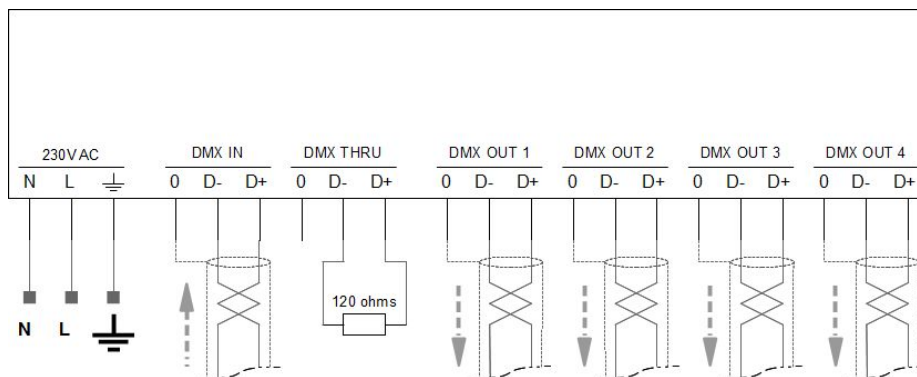 230VAC DMX IN DMX THRU DMX OUT 1 DMX OUT 2 DMX OUT 3 DMX OUT 4
N L 0 D- D+ 0 D- D+ 0 D- D+ 0 D- D+ 0 D- D+ 0 D- D+
120 ohms
N L